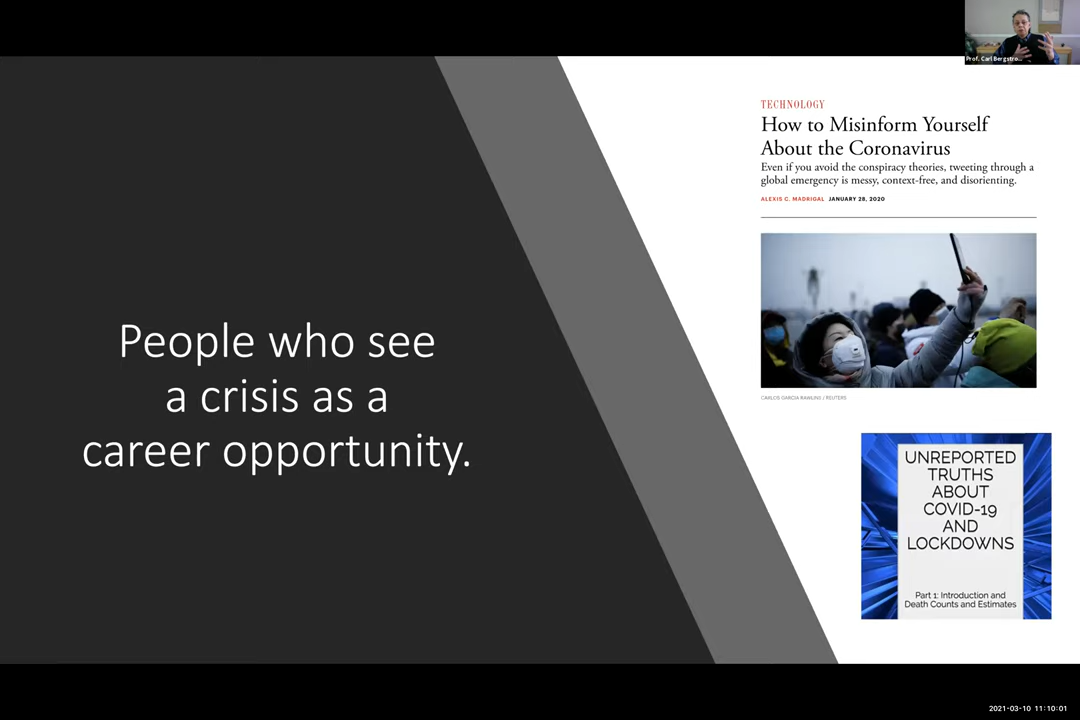 Prof. Carl Bergstro...
TECHNOLOGY
How to Misinform Yourself
About the Coronavirus
Even if you avoid the conspiracy theories, tweeting through a
global emergency is messy, context-free, and disorienting.
ALEXIS C. MADRIGAL JANUARY 28, 2020
CARLOS GARCIA RAWLINS / REUTERS
People who see
a crisis as a
career opportunity.
UNREPORTED
TRUTHS
ABOUT
COVID-19
AND
LOCKDOWNS
Part 1: Introduction and
Death Counts and Estimates
2021-03-10 11:10:01